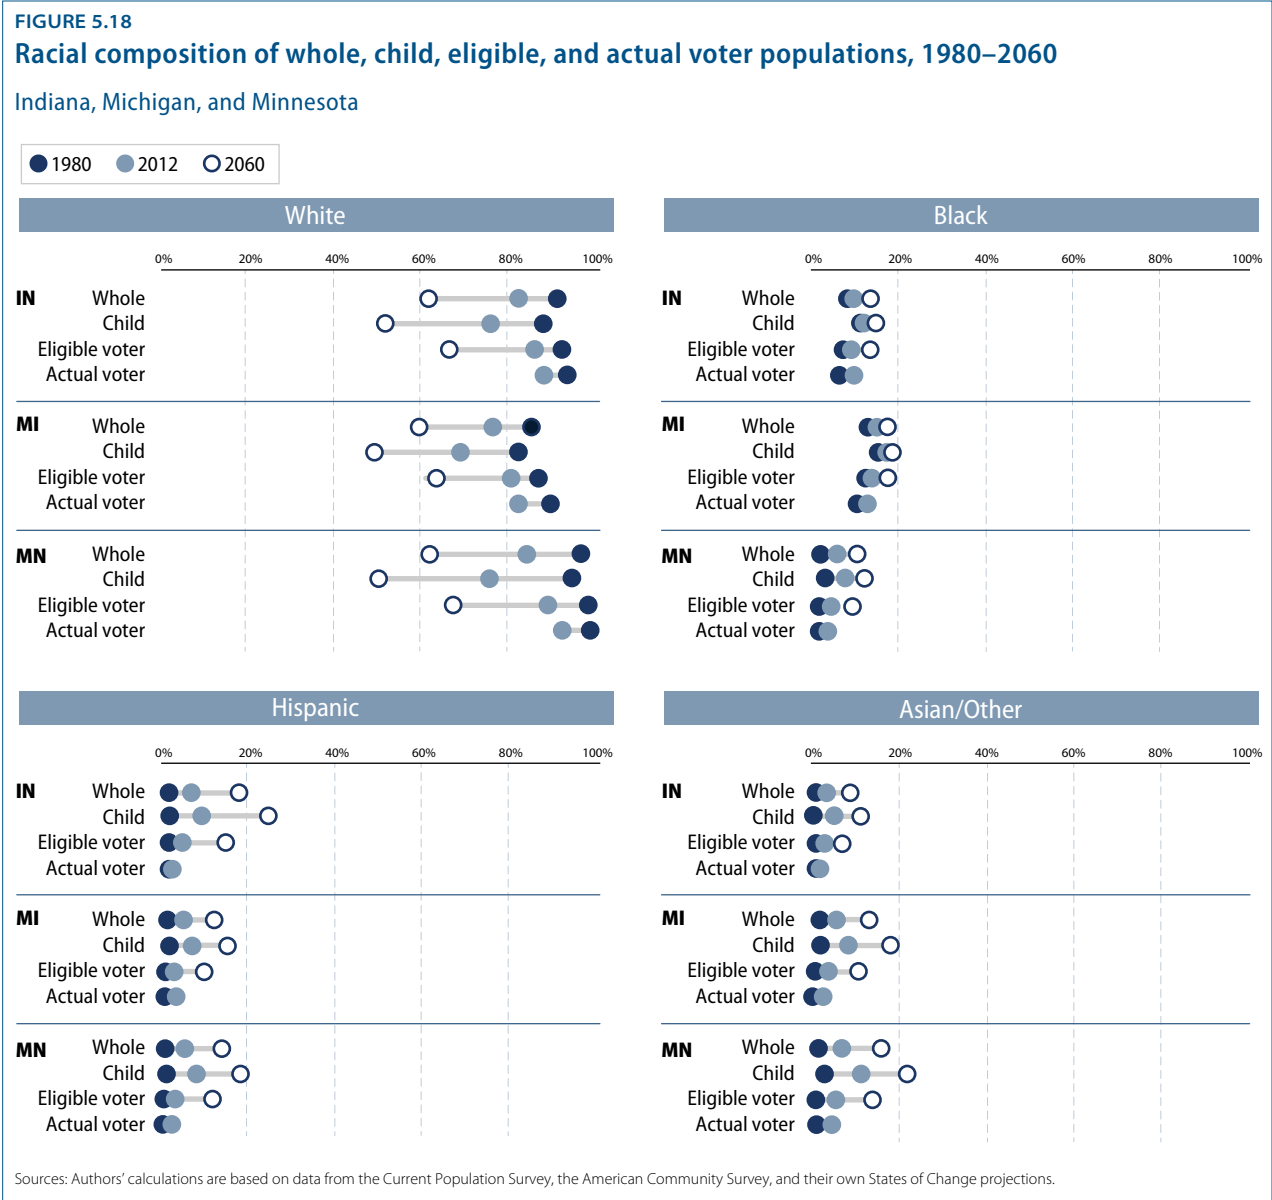 FIGURE 5.18
Racial composition of whole, child, eligible, and actual voter populations, 1980–2060
Indiana, Michigan, and Minnesota
1980 2012 2060
White
0% 20% 40% 60% 80% 100%
IN Whole
Child
Eligible voter
Actual voter
MI Whole
Child
Eligible voter
Actual voter
MN Whole
Child
Eligible voter
Actual voter
Black
0% 20% 40% 60% 80% 100%
IN Whole
Child
Eligible voter
Actual voter
MI Whole
Child
Eligible voter
Actual voter
MN Whole
Child
Eligible voter
Actual voter
Hispanic
0% 20% 40% 60% 80% 100%
IN Whole
Child
Eligible voter
Actual voter
MI Whole
Child
Eligible voter
Actual voter
MN Whole
Child
Eligible voter
Actual voter
Asian/Other
0% 20% 40% 60% 80% 100%
IN Whole
Child
Eligible voter
Actual voter
MI Whole
Child
Eligible voter
Actual voter
MN Whole
Child
Eligible voter
Actual voter
Sources: Authors’ calculations are based on data from the Current Population Survey, the American Community Survey, and their own States of Change projections.